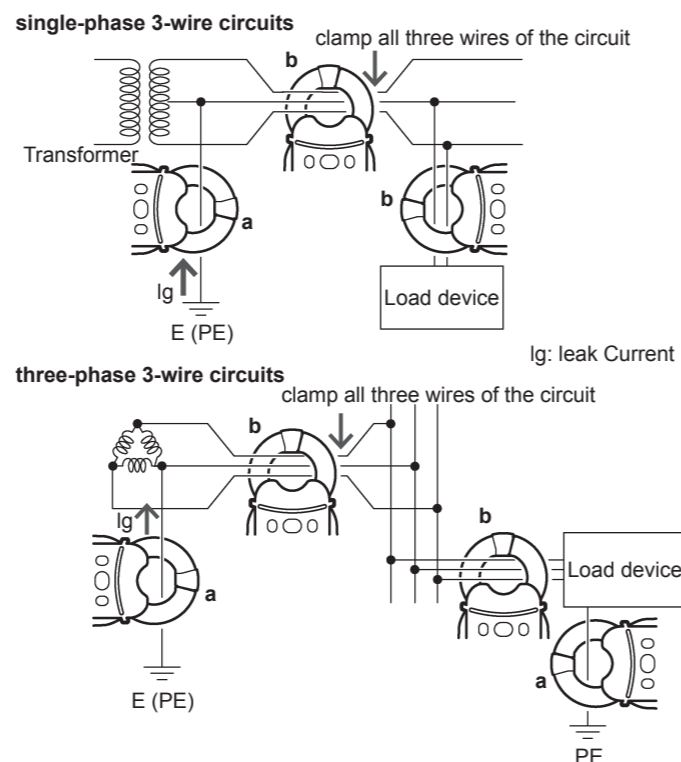 single-phase 3-wire circuits
clamp all three wires of the circuit
b
Transformer
b
a
Ig
Load device
E (PE)
Ig: leak Current
three-phase 3-wire circuits
clamp all three wires of the circuit
b
Ig
b
Load device
a
a
E (PE)
PE